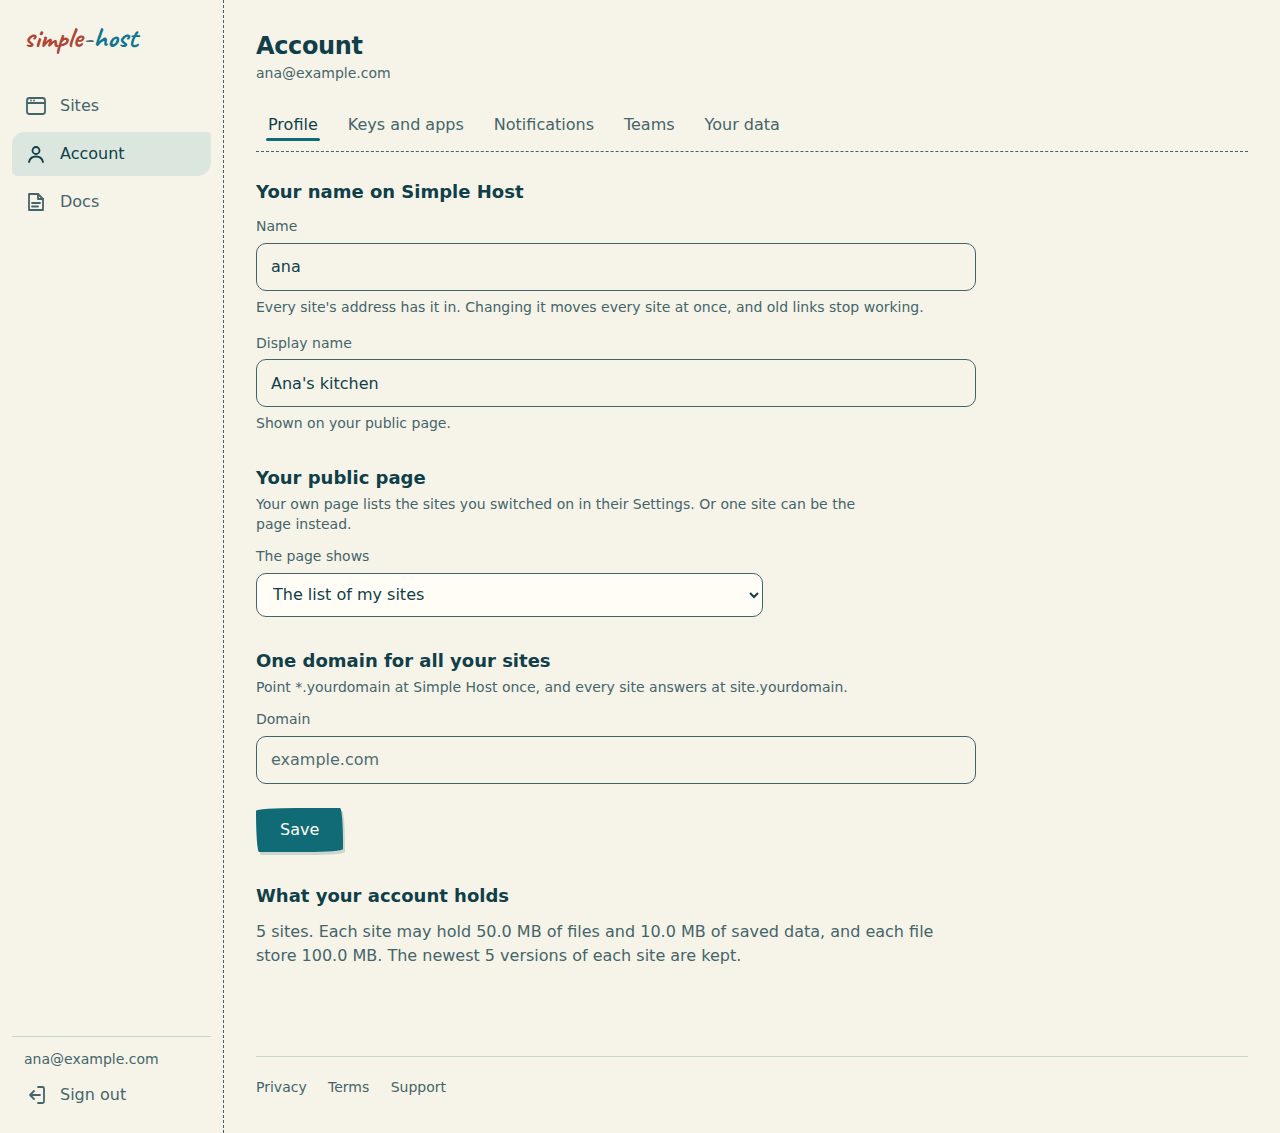 simple-host
Sites
Account
Docs
ana@example.com
Sign out
Account
ana@example.com
Profile Keys and apps Notifications Teams Your data
Your name on Simple Host
Name
ana
Every site's address has it in. Changing it moves every site at once, and old links stop working.
Display name
Ana's kitchen
Shown on your public page.
Your public page
Your own page lists the sites you switched on in their Settings. Or one site can be the
page instead.
The page shows
The list of my sites
One domain for all your sites
Point *.yourdomain at Simple Host once, and every site answers at site.yourdomain.
Domain
example.com
Save
What your account holds
5 sites. Each site may hold 50.0 MB of files and 10.0 MB of saved data, and each file
store 100.0 MB. The newest 5 versions of each site are kept.
Privacy Terms Support